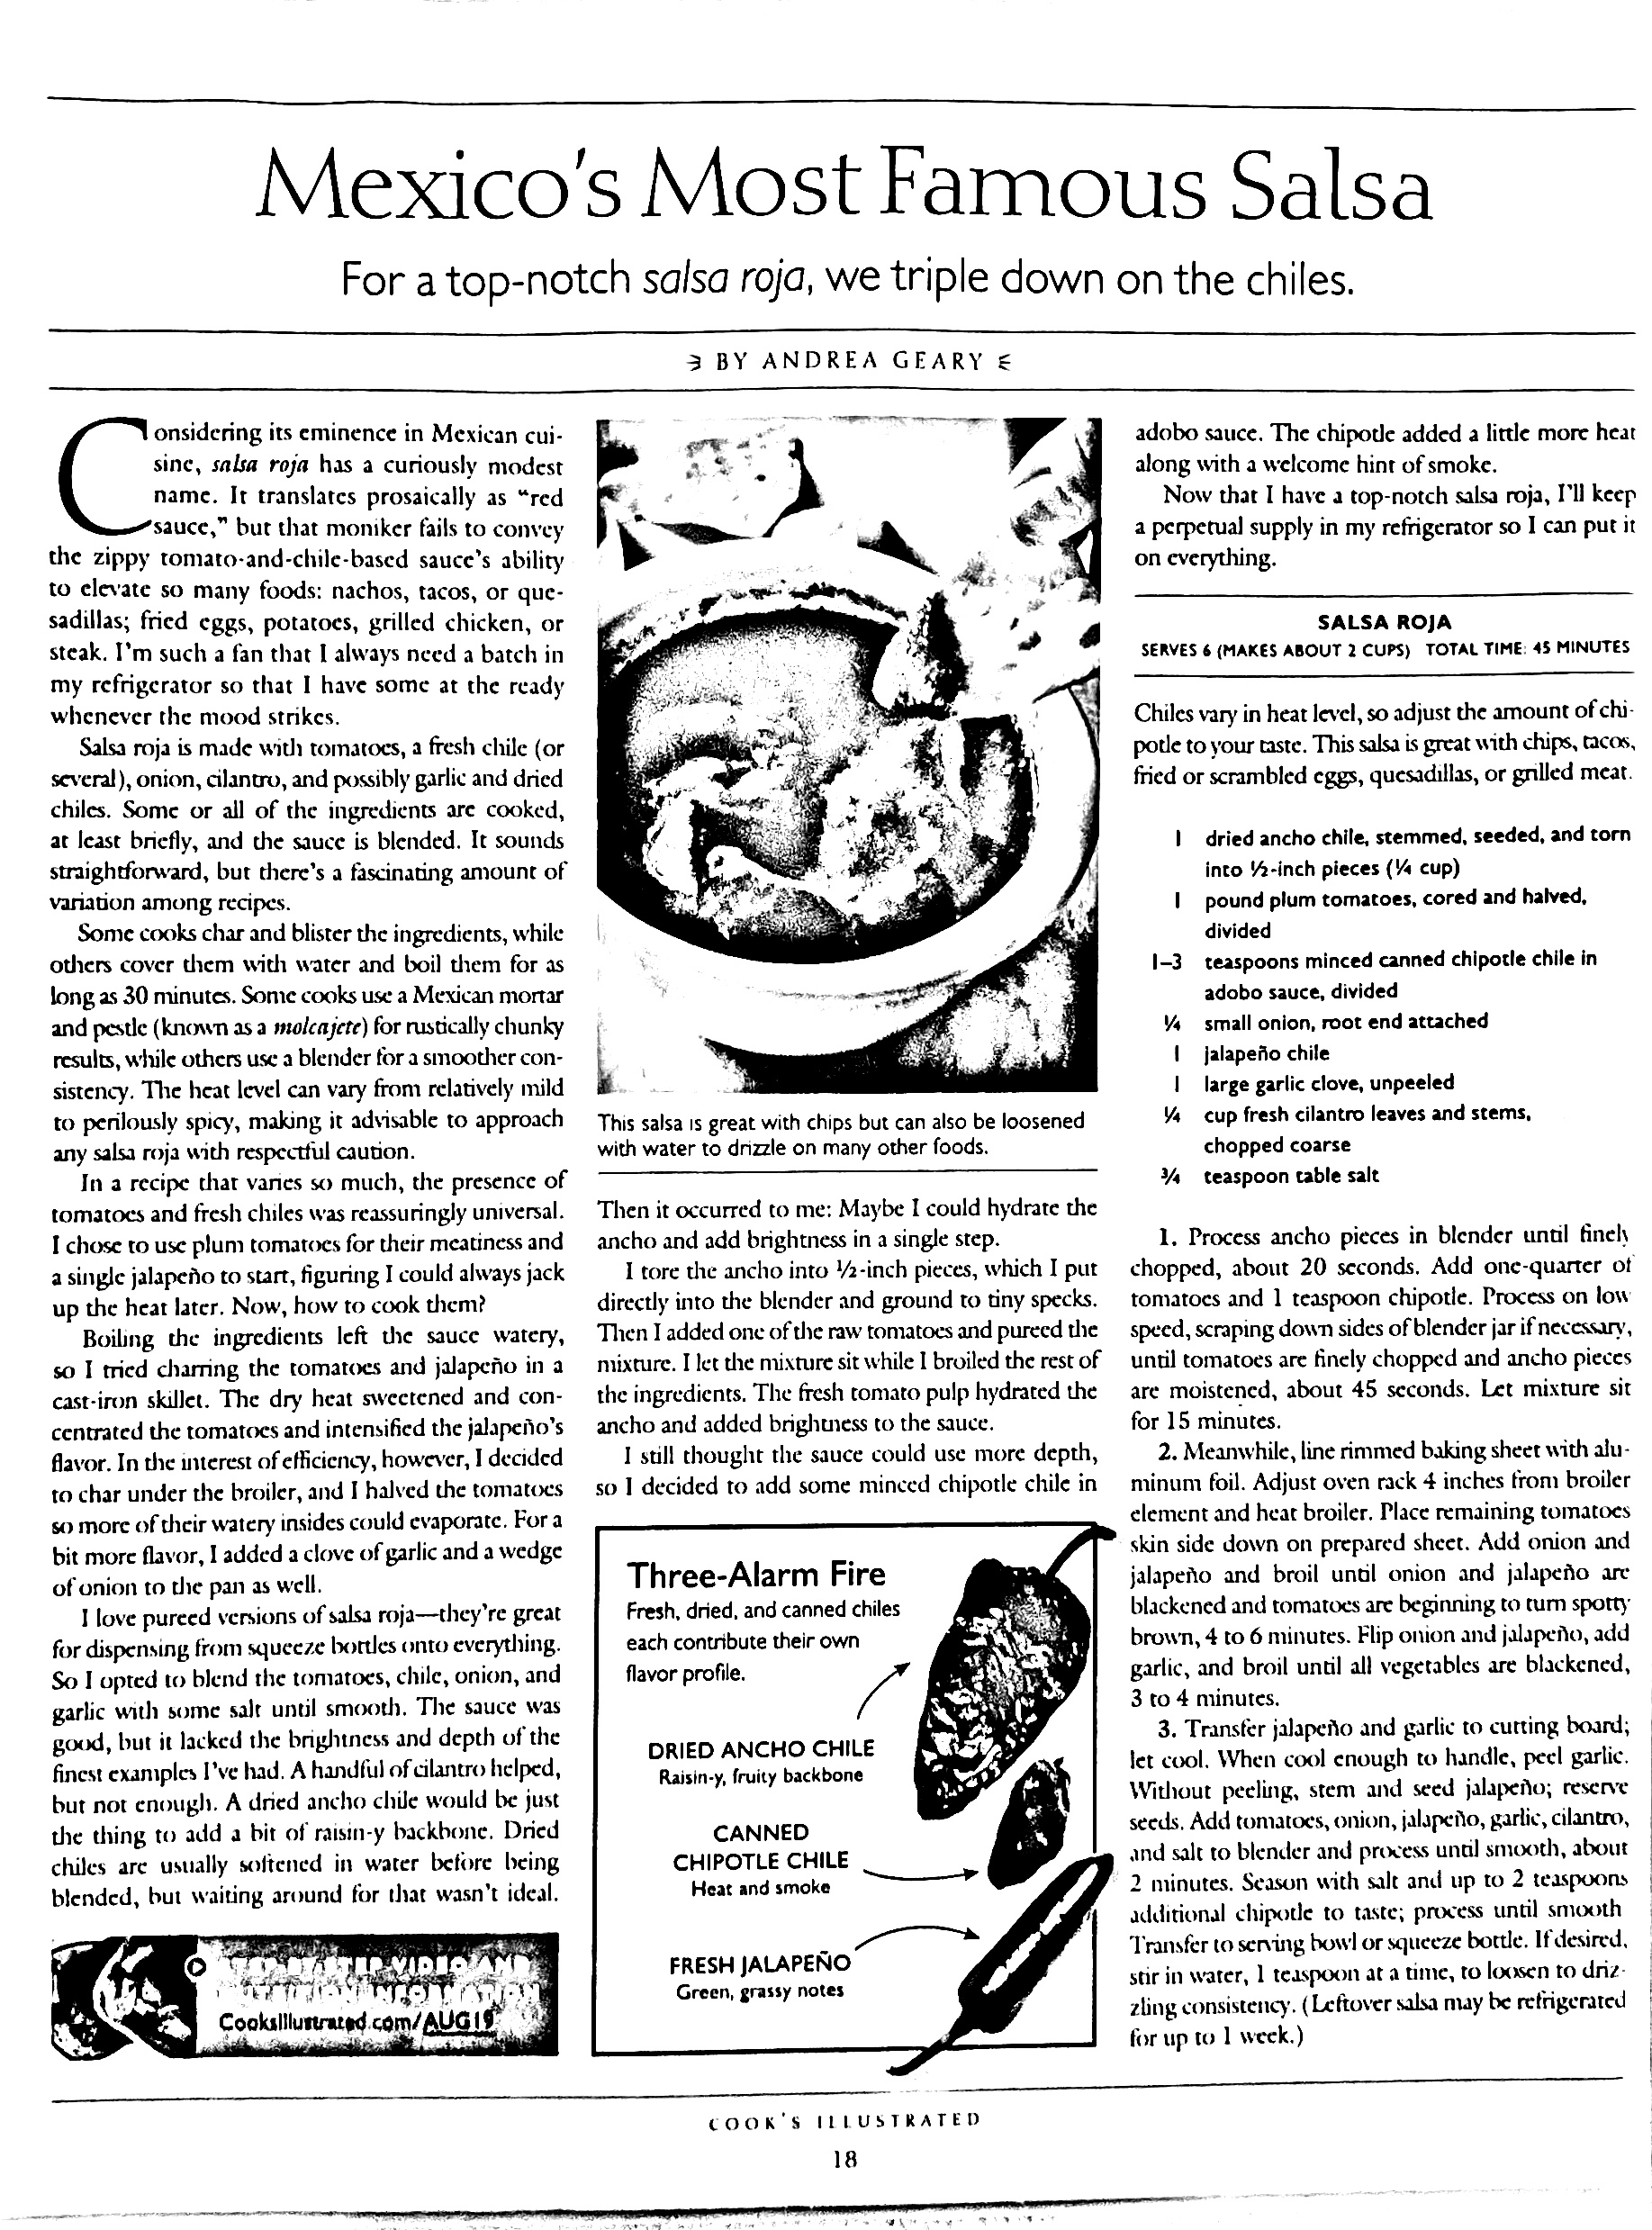 Mexico's Most Famous Salsa
For a top-notch salsa roja, we triple down on the chiles.
BY ANDREA GEARY
Considering its eminence in Mexican cui-
sine, salsa roja has a curiously modest
name. It translates prosaically as “red
sauce,” but that moniker fails to convey
the zippy tomato-and-chile-based sauce's ability
to elevate so many foods: nachos, tacos, or que-
sadillas; fried eggs, potatoes, grilled chicken, or
steak. I'm such a fan that I always need a batch in
my refrigerator so that I have some at the ready
whenever the mood strikes.
Salsa roja is made with tomatoes, a fresh chile (or
several), onion, cilantro, and possibly garlic and dried
chiles. Some or all of the ingredients are cooked,
at least briefly, and the sauce is blended. It sounds
straightforward, but there's a fascinating amount of
variation among recipes.
Some cooks char and blister the ingredients, while
others cover them with water and boil them for as
long as 30 minutes. Some cooks use a Mexican mortar
and pestle (known as a molcajete) for rustically chunky
results, while others use a blender for a smoother con-
sistency. The heat level can vary from relatively mild
to perilously spicy, making it advisable to approach
any salsa roja with respectful caution.
In a recipe that varies so much, the presence of
tomatoes and fresh chiles was reassuringly universal.
I chose to use plum tomatoes for their meatiness and
a single jalapeño to start, figuring I could always jack
up the heat later. Now, how to cook them?
Boiling the ingredients left the sauce watery,
so I tried charring the tomatoes and jalapeño in a
cast-iron skillet. The dry heat sweetened and con-
centrated the tomatoes and intensified the jalapeño's
flavor. In the interest of efficiency, however, I decided
to char under the broiler, and I halved the tomatoes
so more of their watery insides could evaporate. For a
bit more flavor, I added a clove of garlic and a wedge
of onion to the pan as well.
I love pureed versions of salsa roja—they're great
for dispensing from squeeze bottles onto everything.
So I opted to blend the tomatoes, chile, onion, and
garlic with some salt until smooth. The sauce was
good, but it lacked the brightness and depth of the
finest examples I've had. A handful of cilantro helped,
but not enough. A dried ancho chile would be just
the thing to add a bit of raisin-y backbone. Dried
chiles are usually softened in water before being
blended, but waiting around for that wasn't ideal.
STEP-BY-STEP VIDEO AND
NUTRITION INFORMATION
CooksIllustrated.com/AUG19
This salsa is great with chips but can also be loosened
with water to drizzle on many other foods.
Then it occurred to me: Maybe I could hydrate the
ancho and add brightness in a single step.
I tore the ancho into ½-inch pieces, which I put
directly into the blender and ground to tiny specks.
Then I added one of the raw tomatoes and pureed the
mixture. I let the mixture sit while I broiled the rest of
the ingredients. The fresh tomato pulp hydrated the
ancho and added brightness to the sauce.
I still thought the sauce could use more depth,
so I decided to add some minced chipotle chile in
Three-Alarm Fire
Fresh, dried, and canned chiles
each contribute their own
flavor profile.
DRIED ANCHO CHILE
Raisin-y, fruity backbone
CANNED
CHIPOTLE CHILE
Heat and smoke
FRESH JALAPEÑO
Green, grassy notes
adobo sauce. The chipotle added a little more heat
along with a welcome hint of smoke.
Now that I have a top-notch salsa roja, I'll keep
a perpetual supply in my refrigerator so I can put it
on everything.
SALSA ROJA
SERVES 6 (MAKES ABOUT 2 CUPS) TOTAL TIME: 45 MINUTES
Chiles vary in heat level, so adjust the amount of chi-
potle to your taste. This salsa is great with chips, tacos,
fried or scrambled eggs, quesadillas, or grilled meat.
1 dried ancho chile, stemmed, seeded, and torn
into ½-inch pieces (¼ cup)
1 pound plum tomatoes, cored and halved,
divided
1–3 teaspoons minced canned chipotle chile in
adobo sauce, divided
¼ small onion, root end attached
1 jalapeño chile
1 large garlic clove, unpeeled
¼ cup fresh cilantro leaves and stems,
chopped coarse
¾ teaspoon table salt
1. Process ancho pieces in blender until finely
chopped, about 20 seconds. Add one-quarter of
tomatoes and 1 teaspoon chipotle. Process on low
speed, scraping down sides of blender jar if necessary,
until tomatoes are finely chopped and ancho pieces
are moistened, about 45 seconds. Let mixture sit
for 15 minutes.
2. Meanwhile, line rimmed baking sheet with alu-
minum foil. Adjust oven rack 4 inches from broiler
element and heat broiler. Place remaining tomatoes
skin side down on prepared sheet. Add onion and
jalapeño and broil until onion and jalapeño are
blackened and tomatoes are beginning to turn spotty
brown, 4 to 6 minutes. Flip onion and jalapeño, add
garlic, and broil until all vegetables are blackened,
3 to 4 minutes.
3. Transfer jalapeño and garlic to cutting board;
let cool. When cool enough to handle, peel garlic.
Without peeling, stem and seed jalapeño; reserve
seeds. Add tomatoes, onion, jalapeño, garlic, cilantro,
and salt to blender and process until smooth, about
2 minutes. Season with salt and up to 2 teaspoons
additional chipotle to taste; process until smooth
Transfer to serving bowl or squeeze bottle. If desired,
stir in water, 1 teaspoon at a time, to loosen to driz-
zling consistency. (Leftover salsa may be refrigerated
for up to 1 week.)
COOK'S ILLUSTRATED
18